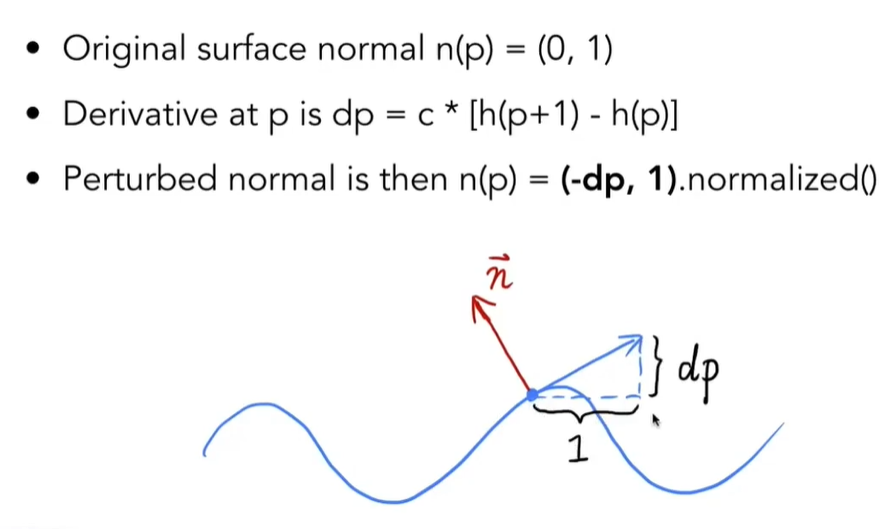 • Original surface normal n(p) = (0, 1)
• Derivative at p is dp = c * [h(p+1) - h(p)]
• Perturbed normal is then n(p) = (-dp, 1).normalized()
n⃗
dp
1